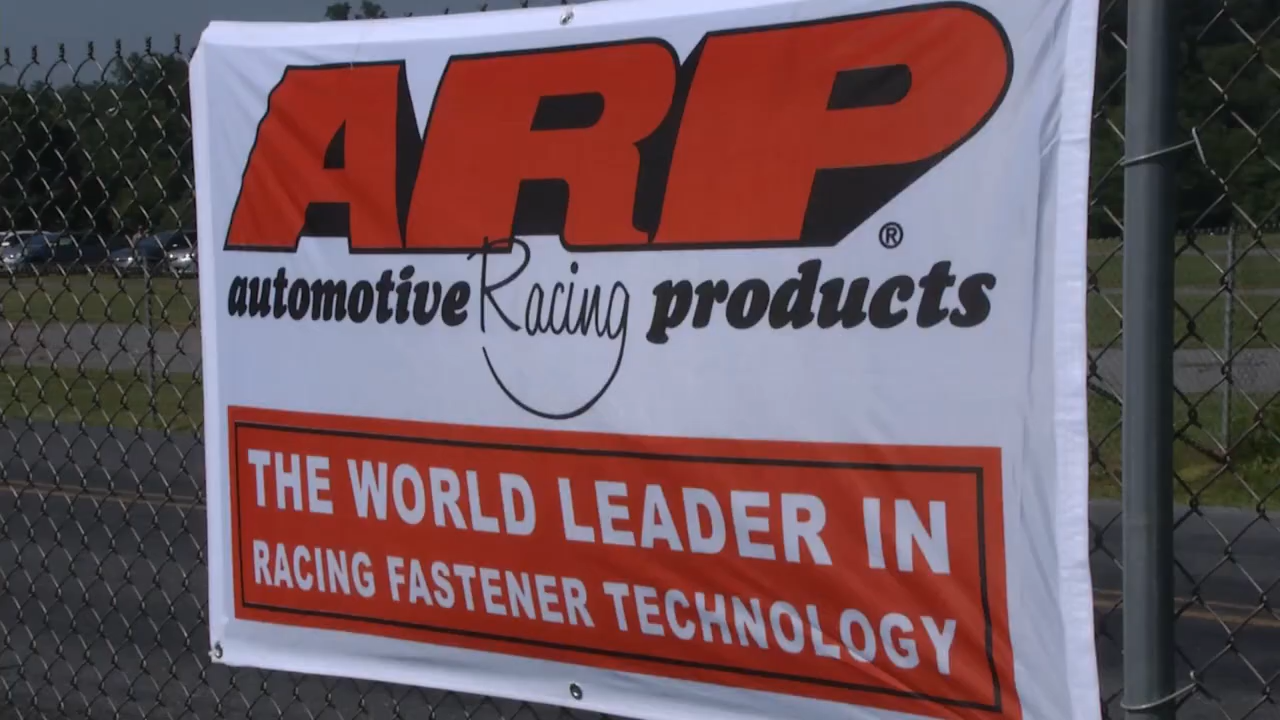 ARP®
automotive Racing products
THE WORLD LEADER IN
RACING FASTENER TECHNOLOGY